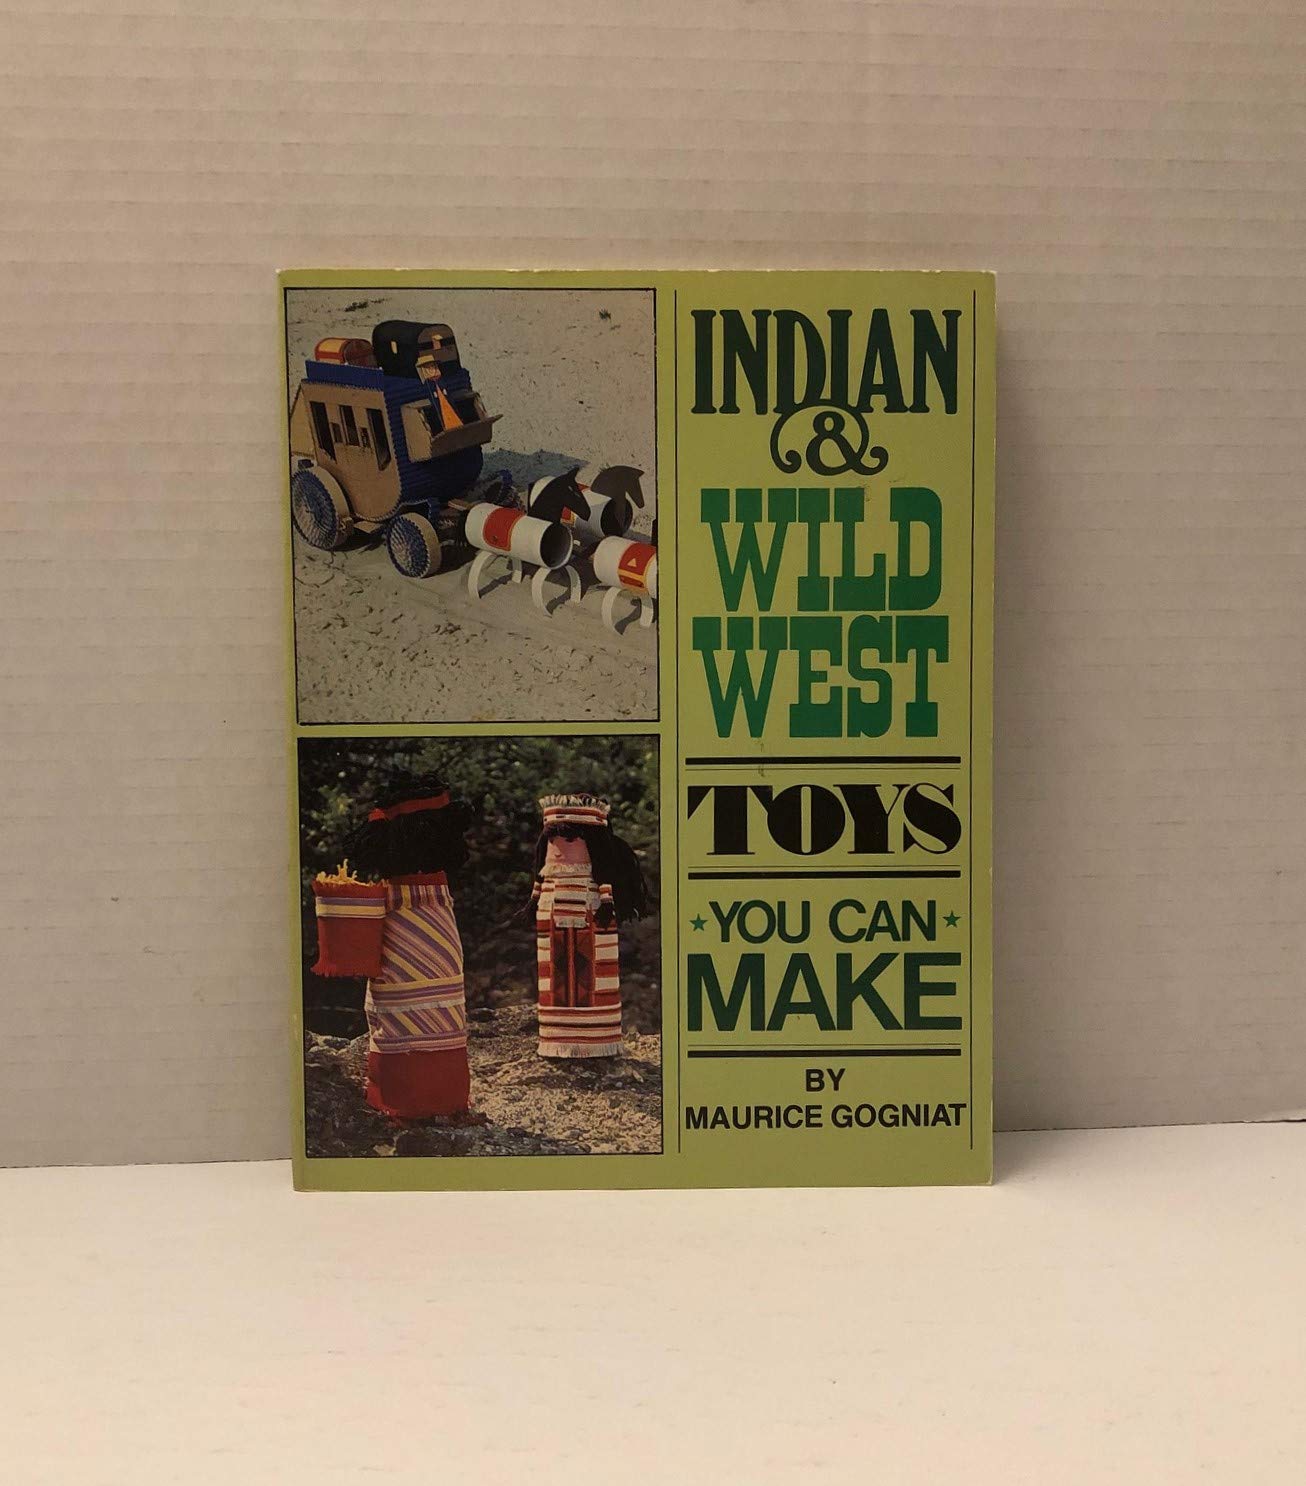 INDIAN
&
WILD
WEST
TOYS
YOU CAN
MAKE
BY
MAURICE GOGNIAT